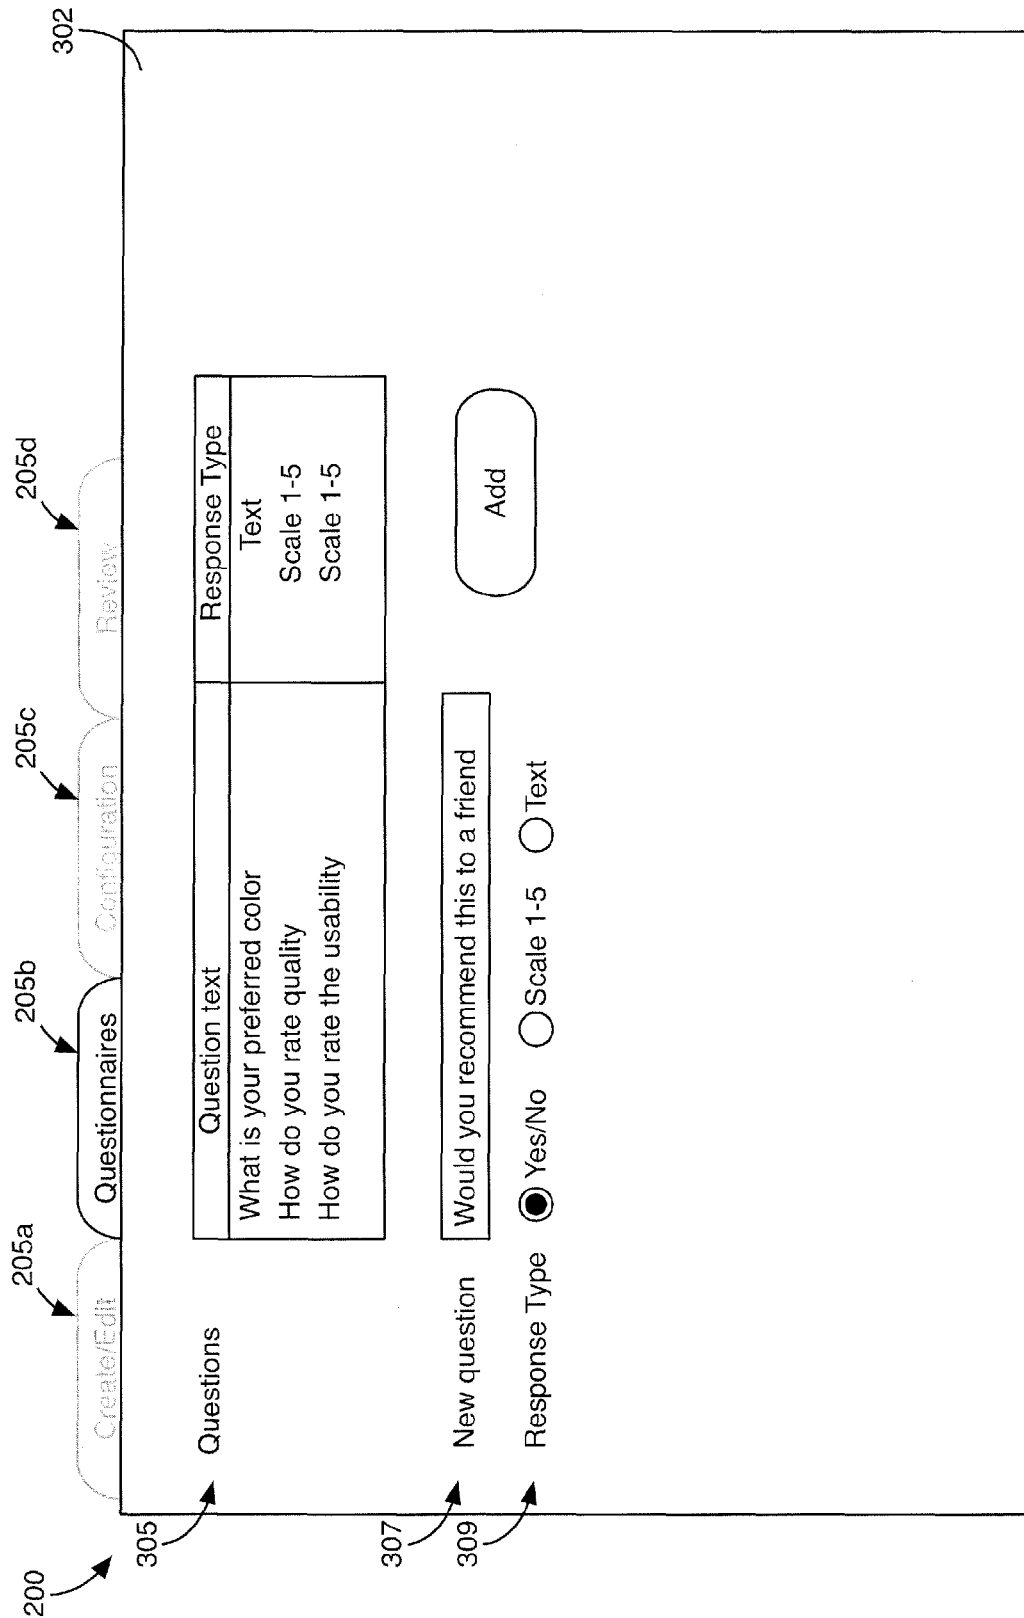 200
205a
205b
205c
205d
302
Create/Edit
Questionnaires
Configuration
Review
305
Questions
Question text
Response Type
What is your preferred color
Text
How do you rate quality
Scale 1-5
How do you rate the usability
Scale 1-5
307
New question
Would you recommend this to a friend
Add
309
Response Type
Yes/No
Scale 1-5
Text